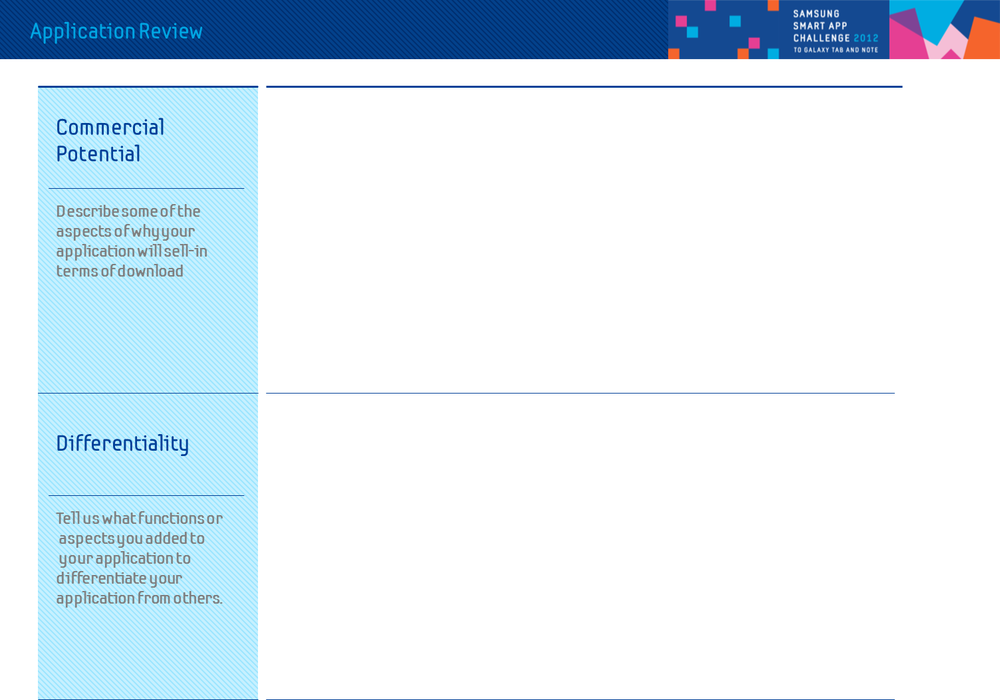 Application Review
SAMSUNG
SMART APP
CHALLENGE 2012
TO GALAXY TAB AND NOTE
Commercial
Potential
Describe some of the
aspects of why your
application will sell-in
terms of download
Differentiality
Tell us what functions or
aspects you added to
your application to
differentiate your
application from others.